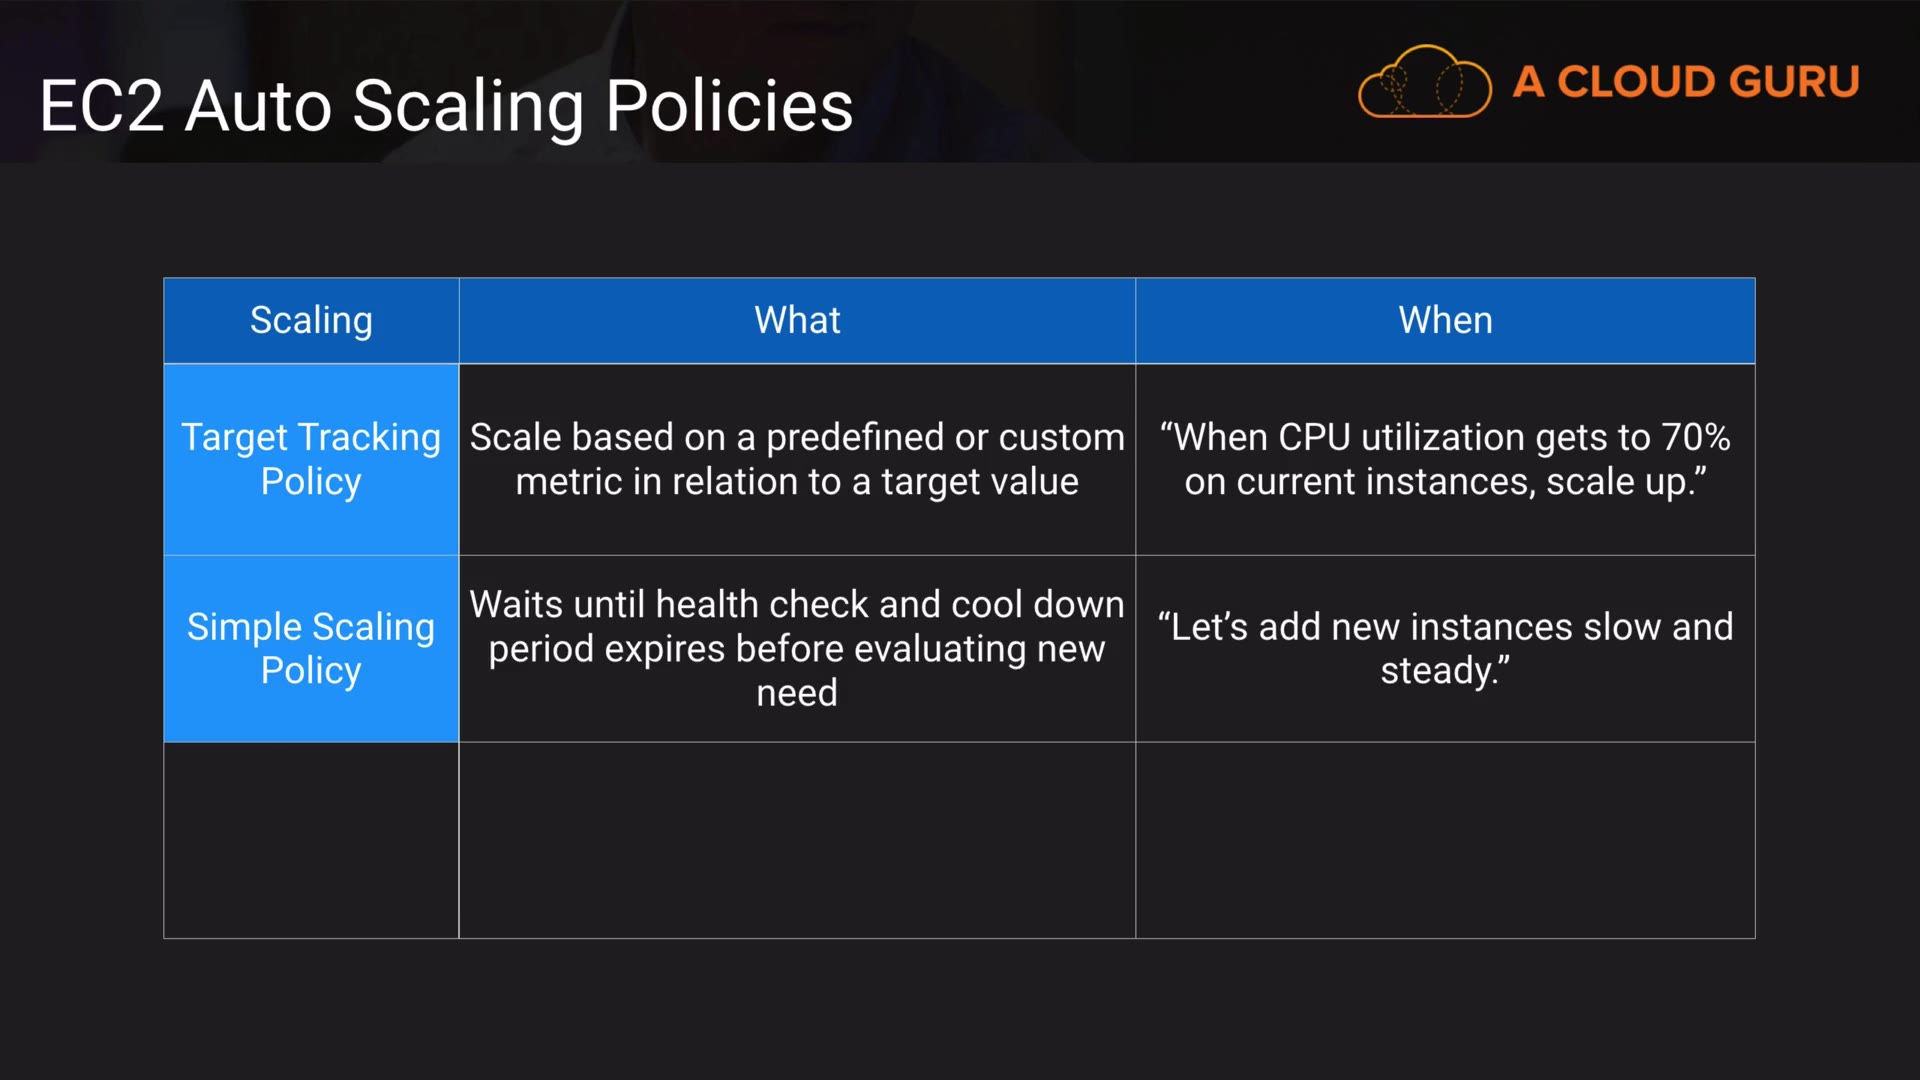 EC2 Auto Scaling Policies
A CLOUD GURU
Scaling
What
When
Target Tracking
Policy
Scale based on a predefined or custom
metric in relation to a target value
“When CPU utilization gets to 70%
on current instances, scale up.”
Simple Scaling
Policy
Waits until health check and cool down
period expires before evaluating new
need
“Let’s add new instances slow and
steady.”